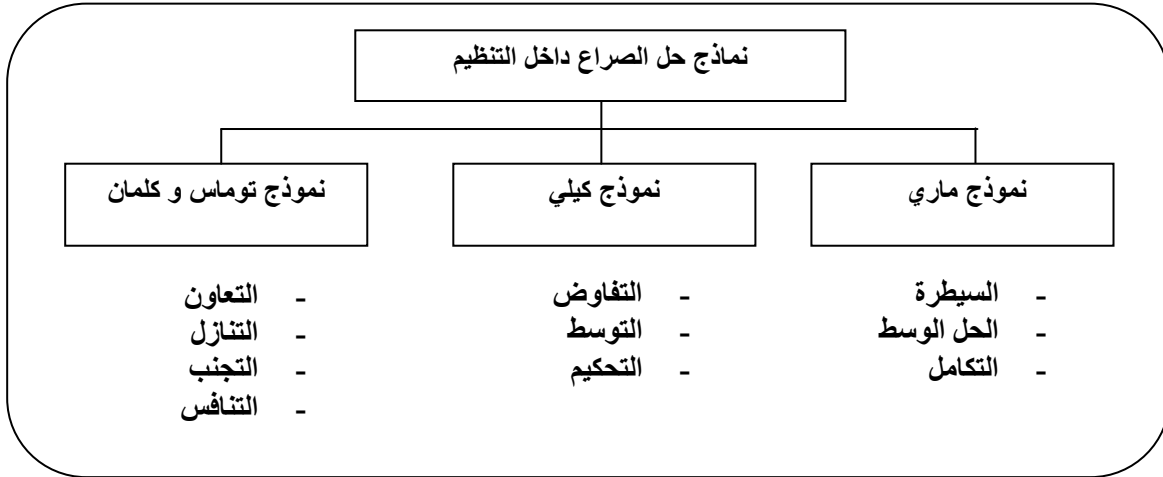 نماذج حل الصراع داخل التنظيم
نموذج ماري
- السيطرة
- الحل الوسط
- التكامل
نموذج كيلي
- التفاوض
- التوسط
- التحكيم
نموذج توماس و كلمان
- التعاون
- التنازل
- التجنب
- التنافس